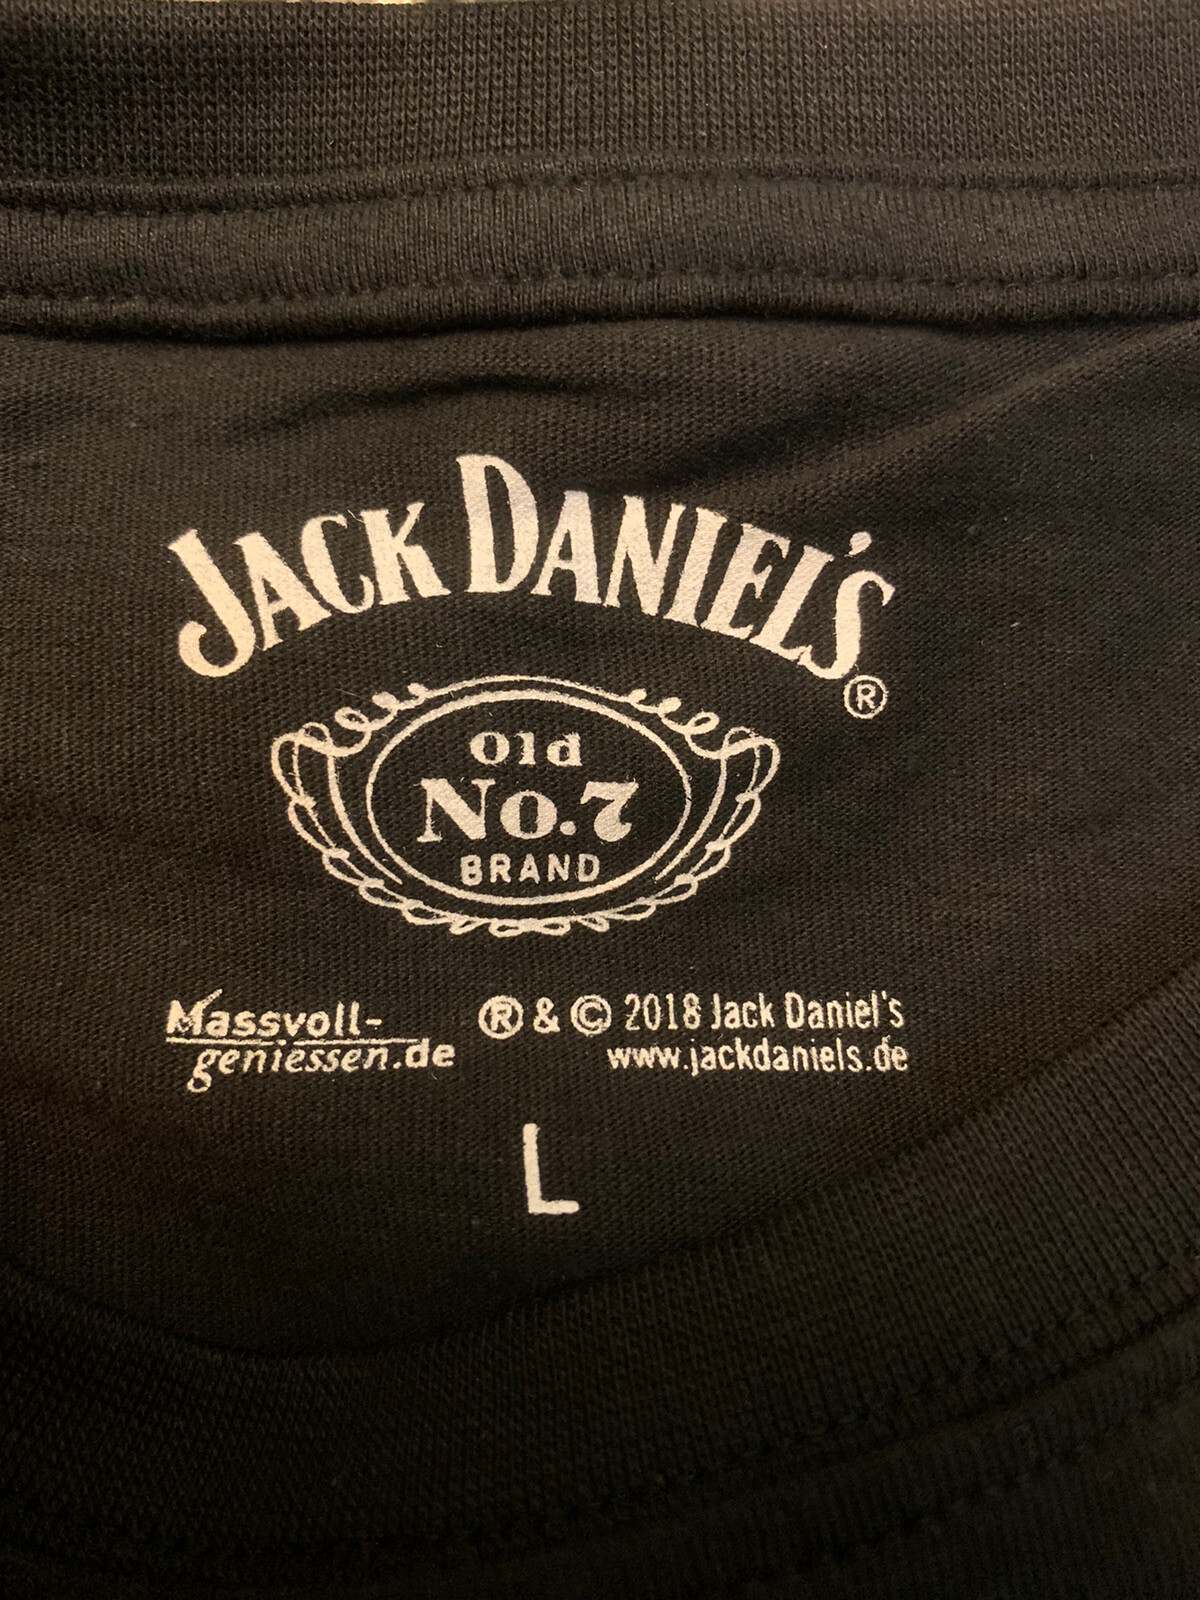 JACK DANIEL'S®
Old
No.7
BRAND
Massvoll-
geniessen.de
® & © 2018 Jack Daniel's
www.jackdaniels.de
L